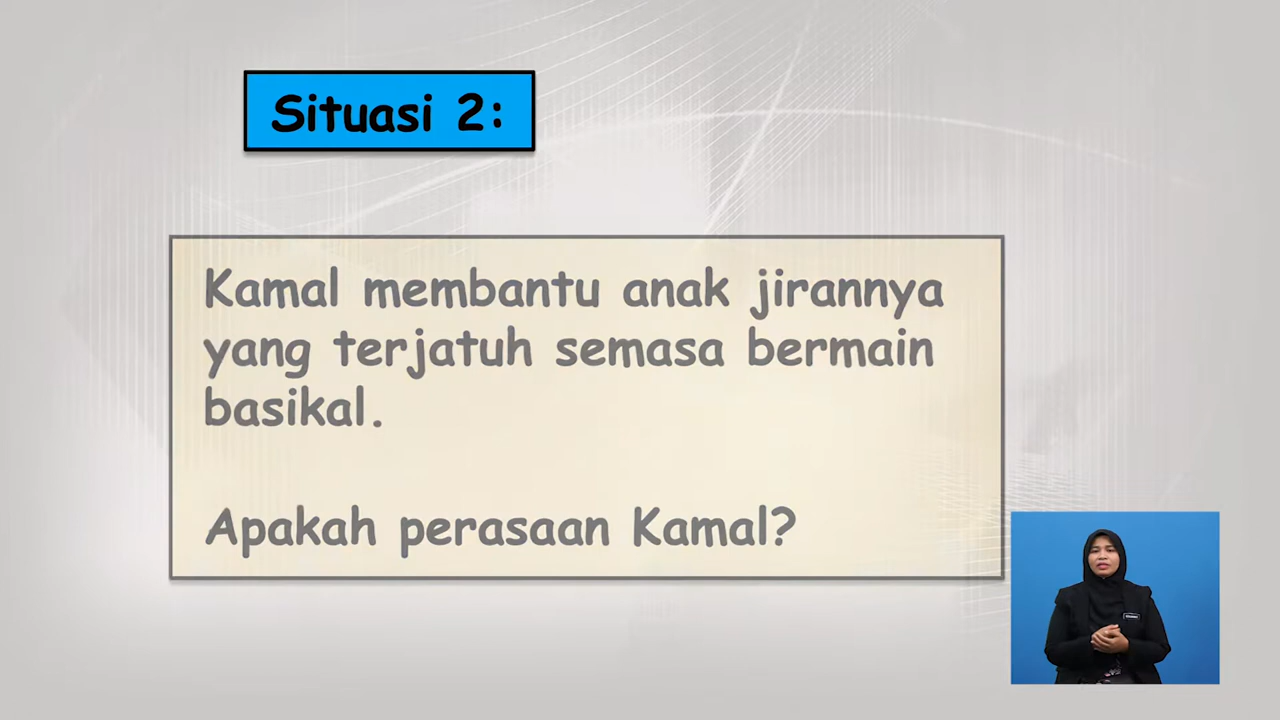 Situasi 2:
Kamal membantu anak jirannya
yang terjatuh semasa bermain
basikal.
Apakah perasaan Kamal?